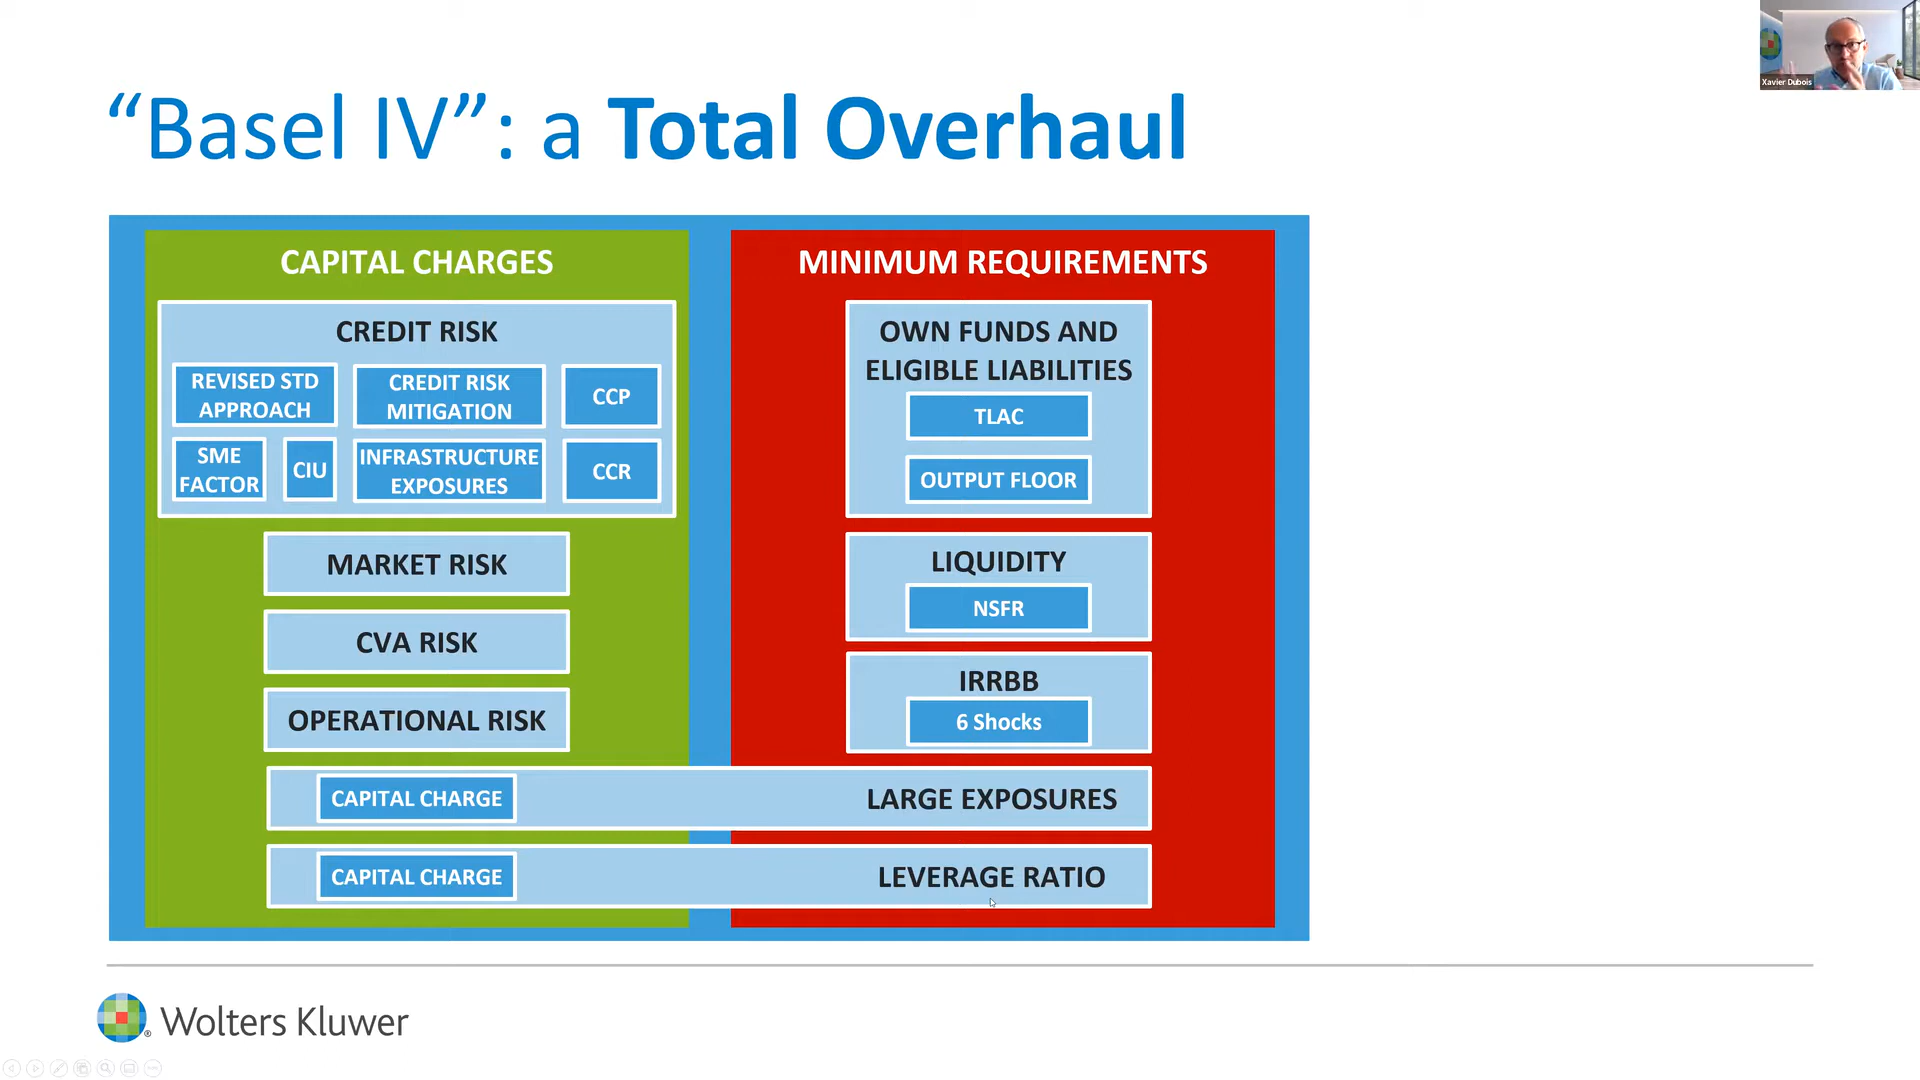 Xavier Dubois
“Basel IV”: a Total Overhaul
CAPITAL CHARGES
CREDIT RISK
REVISED STD
APPROACH
CREDIT RISK
MITIGATION
CCP
SME
FACTOR
CIU
INFRASTRUCTURE
EXPOSURES
CCR
MARKET RISK
CVA RISK
OPERATIONAL RISK
MINIMUM REQUIREMENTS
OWN FUNDS AND
ELIGIBLE LIABILITIES
TLAC
OUTPUT FLOOR
LIQUIDITY
NSFR
IRRBB
6 Shocks
CAPITAL CHARGE
LARGE EXPOSURES
CAPITAL CHARGE
LEVERAGE RATIO
Wolters Kluwer